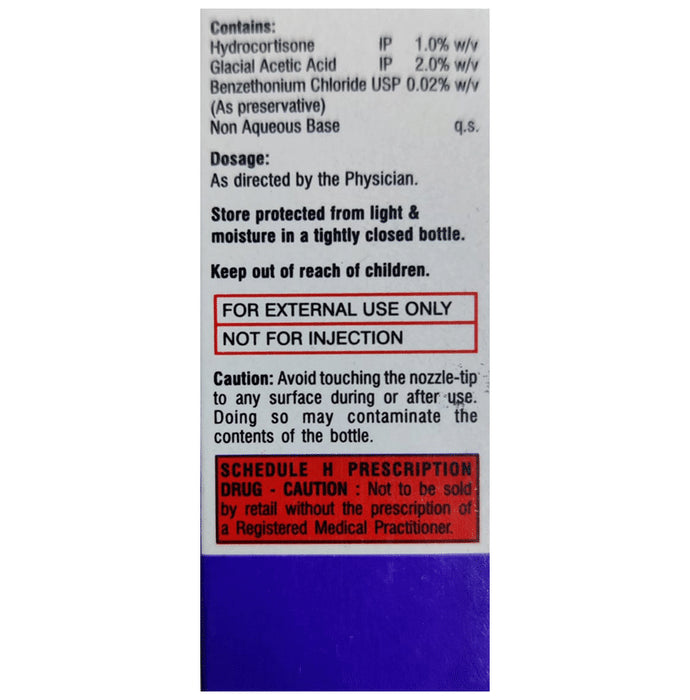 Contains:
Hydrocortisone IP 1.0% w/v
Glacial Acetic Acid IP 2.0% w/v
Benzethonium Chloride USP 0.02% w/v
(As preservative)
Non Aqueous Base q.s.
Dosage:
As directed by the Physician.
Store protected from light &
moisture in a tightly closed bottle.
Keep out of reach of children.
FOR EXTERNAL USE ONLY
NOT FOR INJECTION
Caution: Avoid touching the nozzle-tip
to any surface during or after use.
Doing so may contaminate the
contents of the bottle.
SCHEDULE H PRESCRIPTION
DRUG - CAUTION : Not to be sold
by retail without the prescription of
a Registered Medical Practitioner.